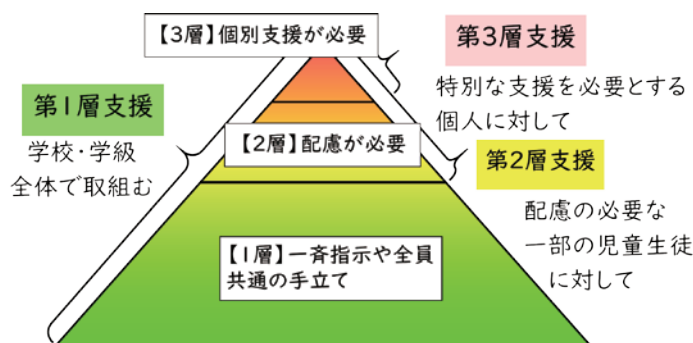 【3層】個別支援が必要
第3層支援
特別な支援を必要とする
個人に対して
第1層支援
学校・学級
全体で取組む
【2層】配慮が必要
第2層支援
配慮の必要な
一部の児童生徒
に対して
【1層】一斉指示や全員
共通の手立て